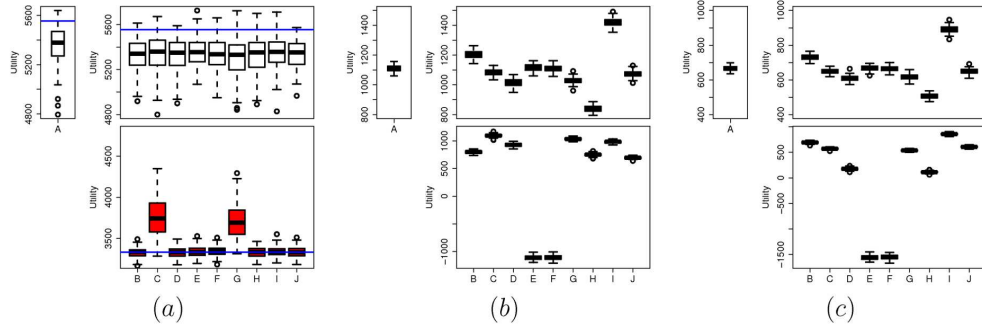 Utility
4800 5200 5600
A
Utility
4800 5200 5600
Utility
3500 4000 4500
B C D E F G H I J
(a)
Utility
800 1000 1200 1400
A
Utility
800 1000 1200 1400
Utility
-1000 0 500 1000
B C D E F G H I J
(b)
Utility
400 600 800 1000
A
Utility
400 600 800 1000
Utility
-1500 -500 0 500
B C D E F G H I J
(c)